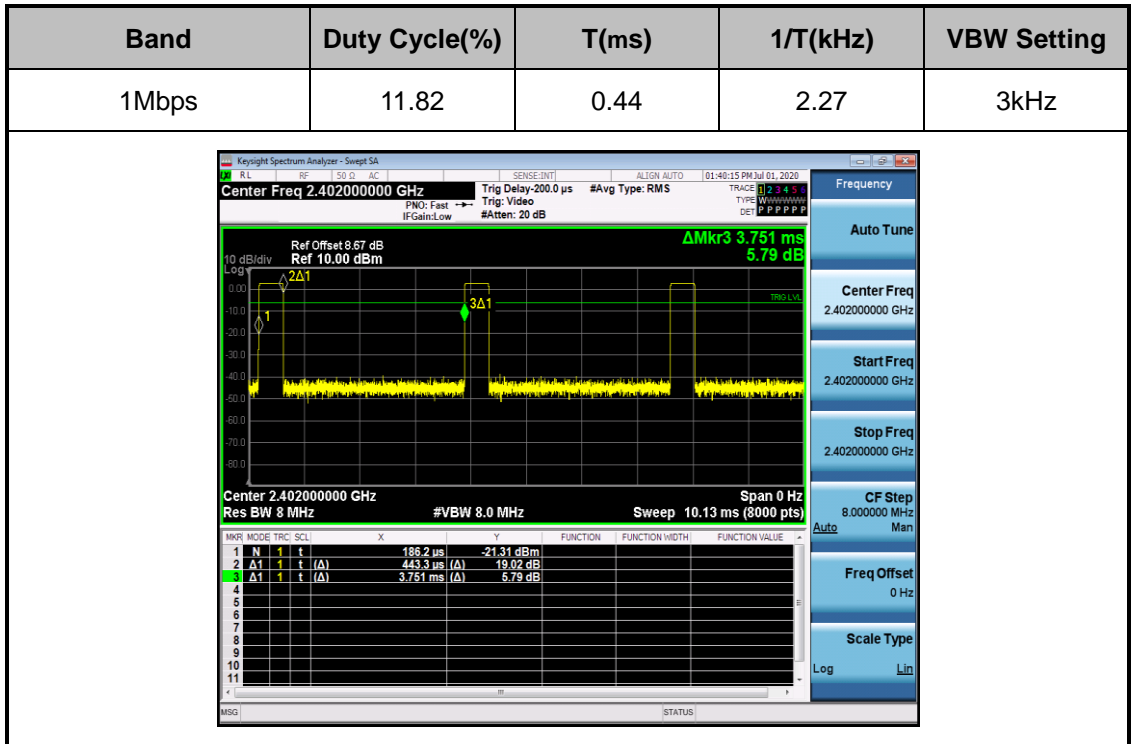 Band Duty Cycle(%) T(ms) 1/T(kHz) VBW Setting
1Mbps 11.82 0.44 2.27 3kHz
Keysight Spectrum Analyzer - Swept SA
RL RF 50 Ω AC SENSE:INT ALIGN AUTO 01:40:15 PM Jul 01, 2020
Center Freq 2.402000000 GHz Trig Delay-200.0 µs #Avg Type: RMS TRACE 1 2 3 4 5 6
PNO: Fast Trig: Video TYPE WWWWWW
IFGain:Low #Atten: 20 dB DET P P P P P P
Frequency
Auto Tune
Center Freq
2.402000000 GHz
Start Freq
2.402000000 GHz
Stop Freq
2.402000000 GHz
CF Step
8.000000 MHz
Auto Man
Freq Offset
0 Hz
Scale Type
Log Lin
Ref Offset 8.67 dB ΔMkr3 3.751 ms
10 dB/div Ref 10.00 dBm 5.79 dB
Log
2Δ1
0.00
TRIG LVL
3Δ1
-10.0
1
-20.0
-30.0
-40.0
-50.0
-60.0
-70.0
-80.0
Center 2.402000000 GHz Span 0 Hz
Res BW 8 MHz #VBW 8.0 MHz Sweep 10.13 ms (8000 pts)
MKR MODE TRC SCL X Y FUNCTION FUNCTION WIDTH FUNCTION VALUE
1 N 1 t 186.2 µs -21.31 dBm
2 Δ1 1 t (Δ) 443.3 µs (Δ) 19.02 dB
3 Δ1 1 t (Δ) 3.751 ms (Δ) 5.79 dB
4
5
6
7
8
9
10
11
MSG STATUS